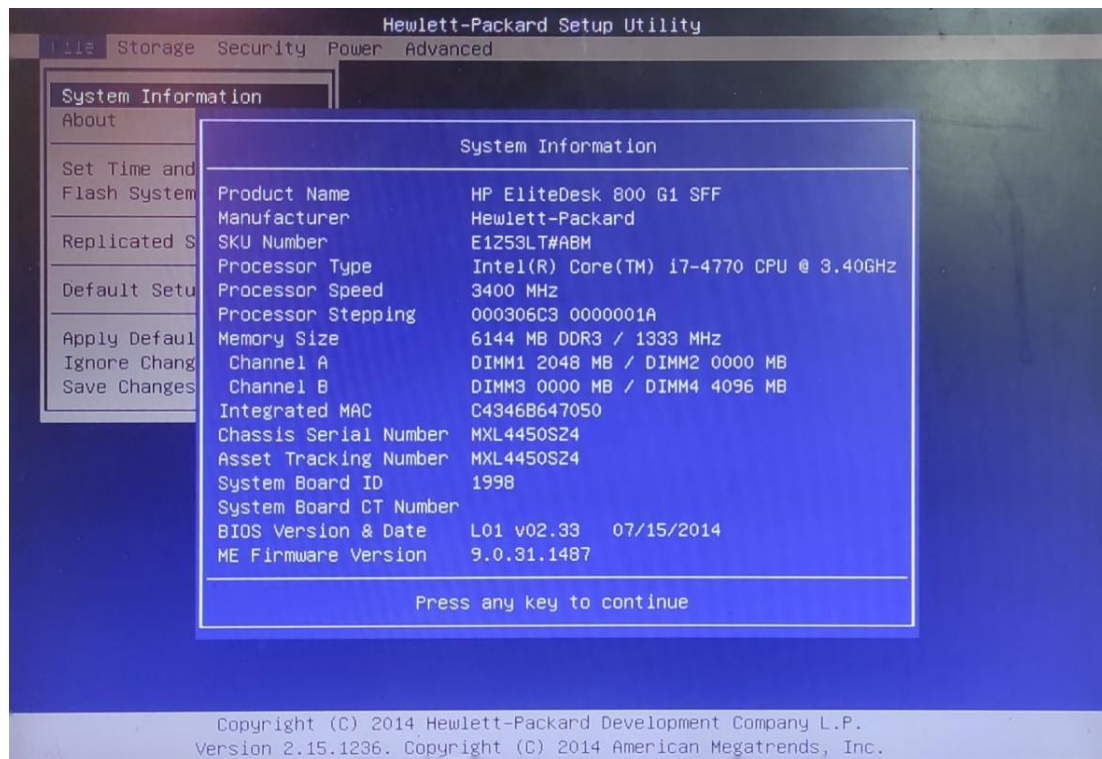 Hewlett-Packard Setup Utility
File Storage Security Power Advanced
System Information
About
Set Time and
Flash System
Replicated S
Default Setu
Apply Defaul
Ignore Chang
Save Changes
System Information
Product Name HP EliteDesk 800 G1 SFF
Manufacturer Hewlett-Packard
SKU Number E1Z53LT#ABM
Processor Type Intel(R) Core(TM) i7-4770 CPU @ 3.40GHz
Processor Speed 3400 MHz
Processor Stepping 000306C3 0000001A
Memory Size 6144 MB DDR3 / 1333 MHz
Channel A DIMM1 2048 MB / DIMM2 0000 MB
Channel B DIMM3 0000 MB / DIMM4 4096 MB
Integrated MAC C4346B647050
Chassis Serial Number MXL4450SZ4
Asset Tracking Number MXL4450SZ4
System Board ID 1998
System Board CT Number
BIOS Version & Date L01 v02.33 07/15/2014
ME Firmware Version 9.0.31.1487
Press any key to continue
Copyright (C) 2014 Hewlett-Packard Development Company L.P.
Version 2.15.1236. Copyright (C) 2014 American Megatrends, Inc.